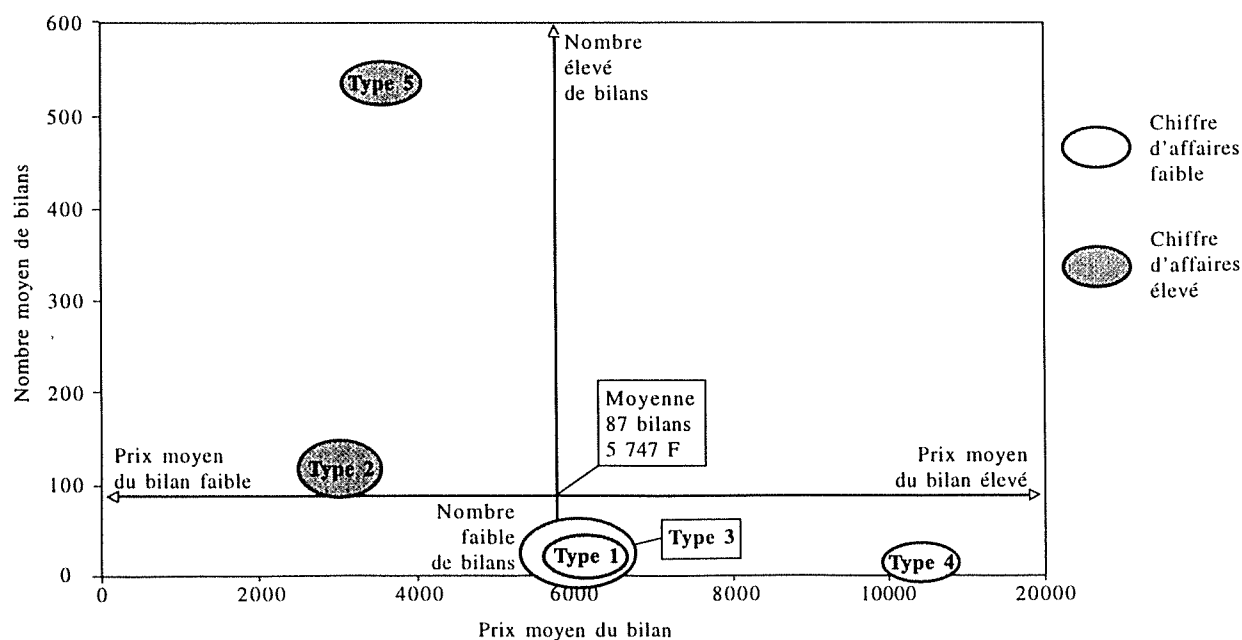 600
500
400
300
200
100
0
Nombre moyen de bilans
Type 5
Nombre
élevé
de bilans
Chiffre
d'affaires
faible
Chiffre
d'affaires
élevé
Moyenne
87 bilans
5 747 F
Prix moyen
du bilan faible
Type 2
Prix moyen
du bilan élevé
Nombre
faible
de bilans
Type 1
Type 3
Type 4
0
2000
4000
6000
8000
10000
20000
Prix moyen du bilan